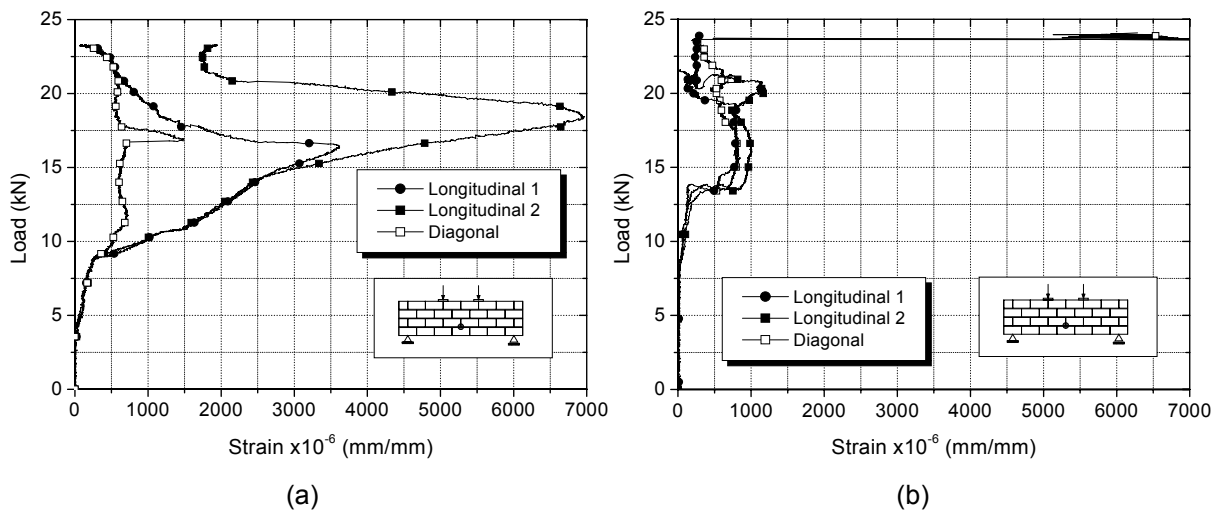 25
20
15
10
5
0
Load (kN)
0 1000 2000 3000 4000 5000 6000 7000
Strain x10-6 (mm/mm)
Longitudinal 1
Longitudinal 2
Diagonal
(a)
25
20
15
10
5
0
Load (kN)
0 1000 2000 3000 4000 5000 6000 7000
Strain x10-6 (mm/mm)
Longitudinal 1
Longitudinal 2
Diagonal
(b)